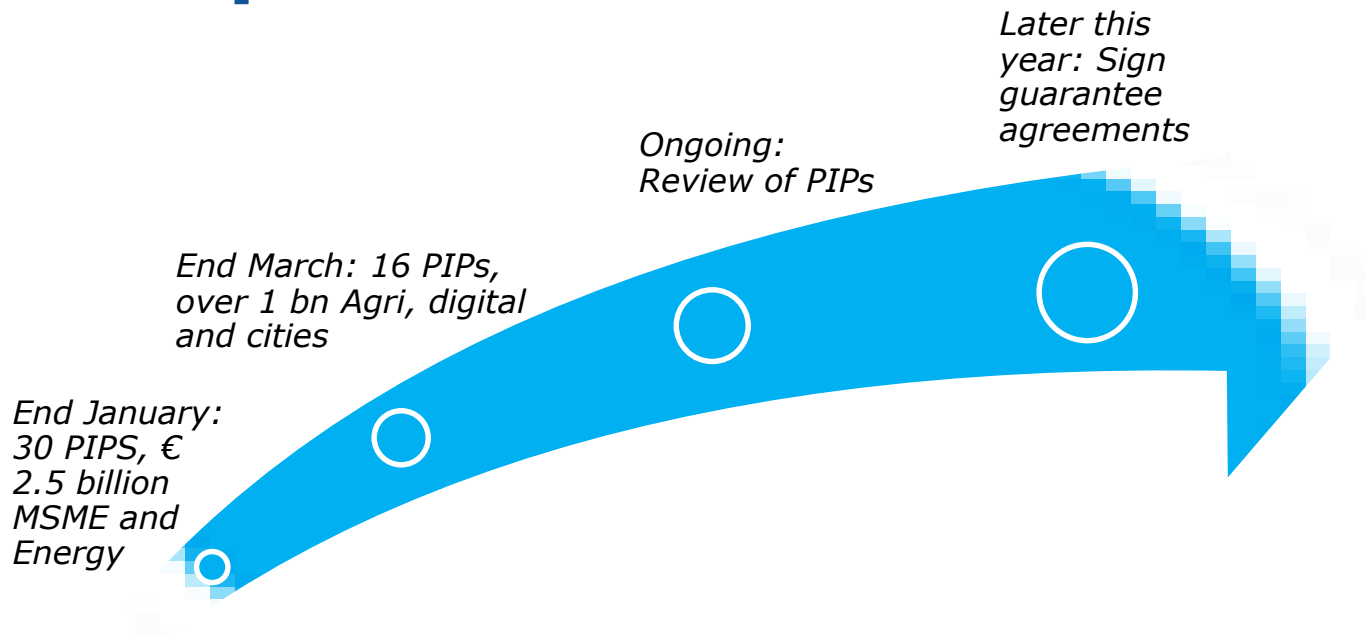 End January:
30 PIPS, €
2.5 billion
MSME and
Energy
End March: 16 PIPs,
over 1 bn Agri, digital
and cities
Ongoing:
Review of PIPs
Later this
year: Sign
guarantee
agreements